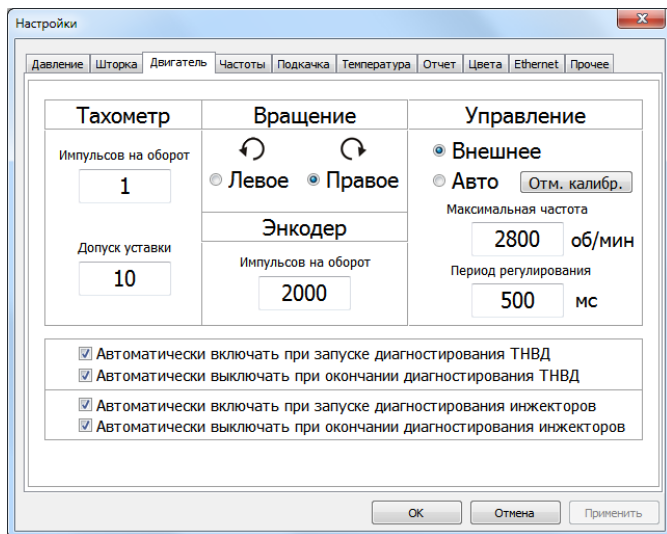 Настройки
Давление Шторка Двигатель Частоты Подкачка Температура Отчет Цвета Ethernet Прочее
Тахометр
Импульсов на оборот
1
Допуск уставки
10
Вращение
Левое Правое
Энкодер
Импульсов на оборот
2000
Управление
Внешнее
Авто Отм. калибр.
Максимальная частота
2800 об/мин
Период регулирования
500 мс
Автоматически включать при запуске диагностирования ТНВД
Автоматически выключать при окончании диагностирования ТНВД
Автоматически включать при запуске диагностирования инжекторов
Автоматически выключать при окончании диагностирования инжекторов
ОК Отмена Применить